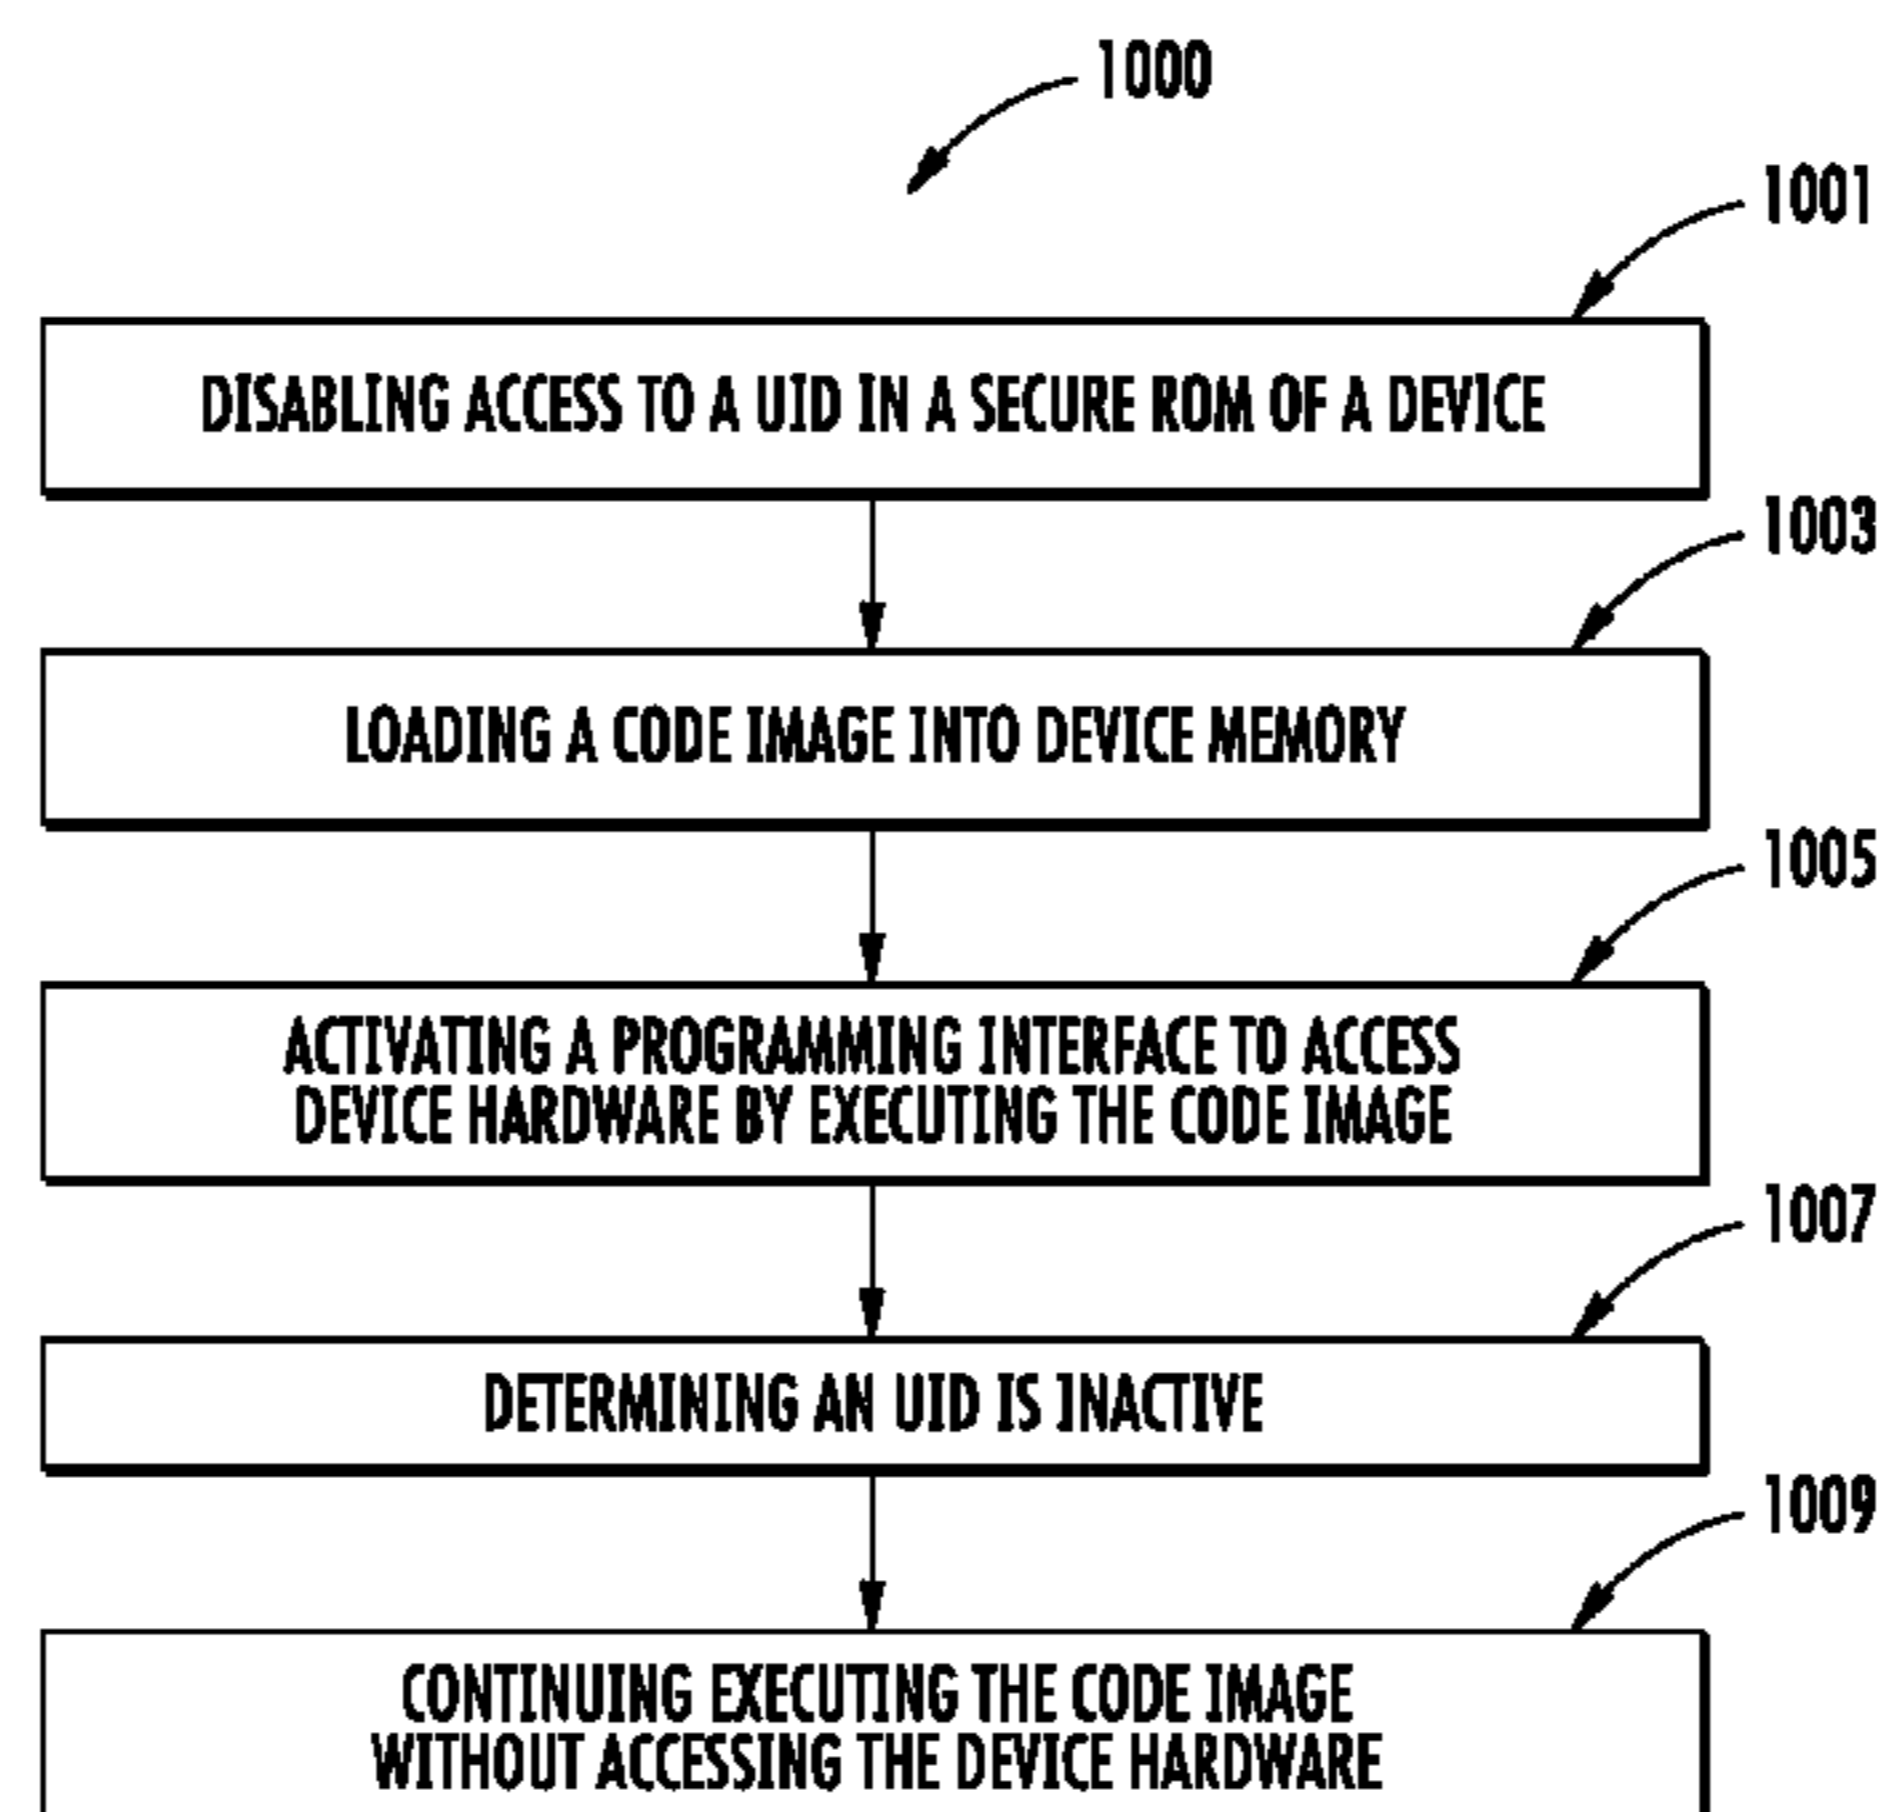 1000
1001
DISABLING ACCESS TO A UID IN A SECURE ROM OF A DEVICE
1003
LOADING A CODE IMAGE INTO DEVICE MEMORY
1005
ACTIVATING A PROGRAMMING INTERFACE TO ACCESS
DEVICE HARDWARE BY EXECUTING THE CODE IMAGE
1007
DETERMINING AN UID IS INACTIVE
1009
CONTINUING EXECUTING THE CODE IMAGE
WITHOUT ACCESSING THE DEVICE HARDWARE